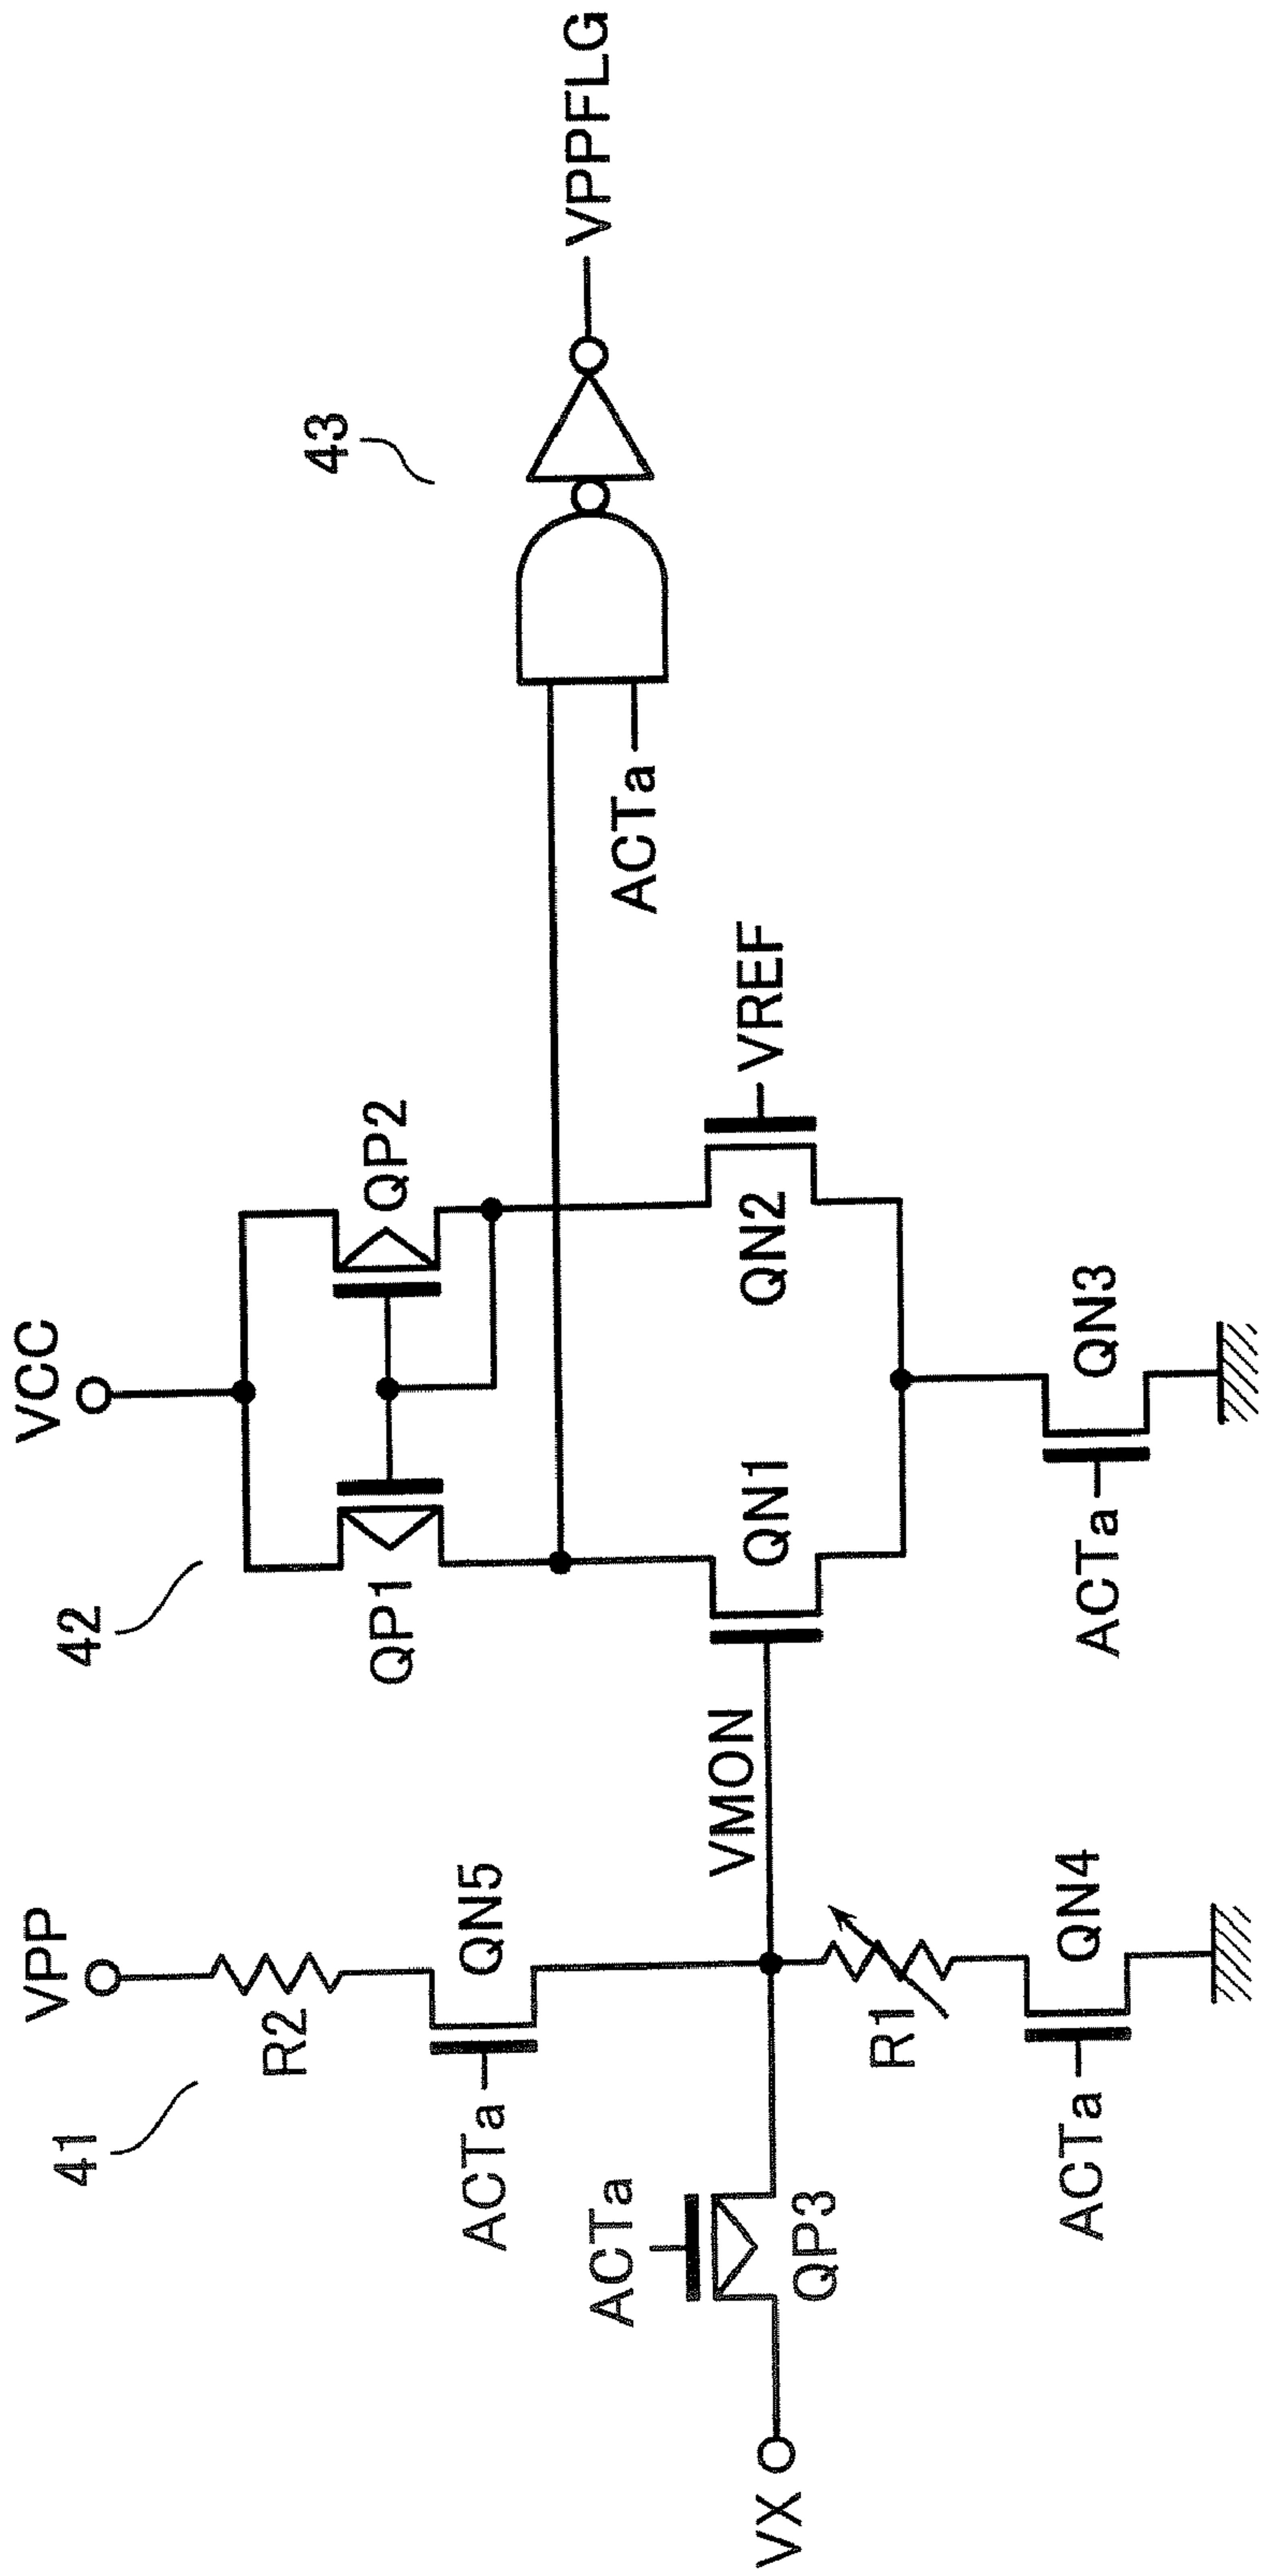 VPP
VCC
41
42
R2
QP1
QP2
43
ACTa
QN5
VPPFLG
ACTa
ACTa
VMON
QN1
QN2
VREF
VX
QP3
R1
ACTa
QN4
ACTa
QN3